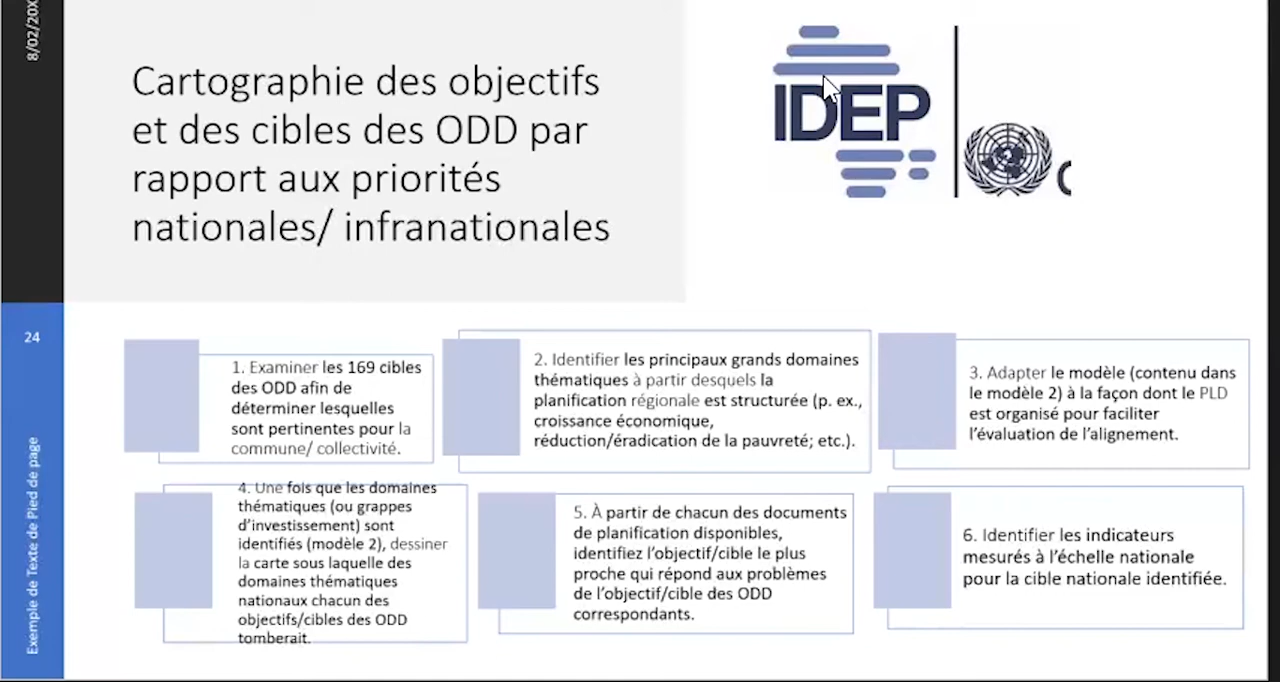 8/02/20X
Cartographie des objectifs
et des cibles des ODD par
rapport aux priorités
nationales/ infranationales
IDEP
24
1. Examiner les 169 cibles
des ODD afin de
déterminer lesquelles
sont pertinentes pour la
commune/ collectivité.
2. Identifier les principaux grands domaines
thématiques à partir desquels la
planification régionale est structurée (p. ex.,
croissance économique,
réduction/éradication de la pauvreté; etc.).
3. Adapter le modèle (contenu dans
le modèle 2) à la façon dont le PLD
est organisé pour faciliter
l'évaluation de l'alignement.
4. Une fois que les domaines
thématiques (ou grappes
d'investissement) sont
identifiés (modèle 2), dessiner
la carte sous laquelle des
domaines thématiques
nationaux chacun des
objectifs/cibles des ODD
tomberait.
5. À partir de chacun des documents
de planification disponibles,
identifiez l'objectif/cible le plus
proche qui répond aux problèmes
de l'objectif/cible des ODD
correspondants.
6. Identifier les indicateurs
mesurés à l'échelle nationale
pour la cible nationale identifiée.
Exemple de Texte de Pied de page